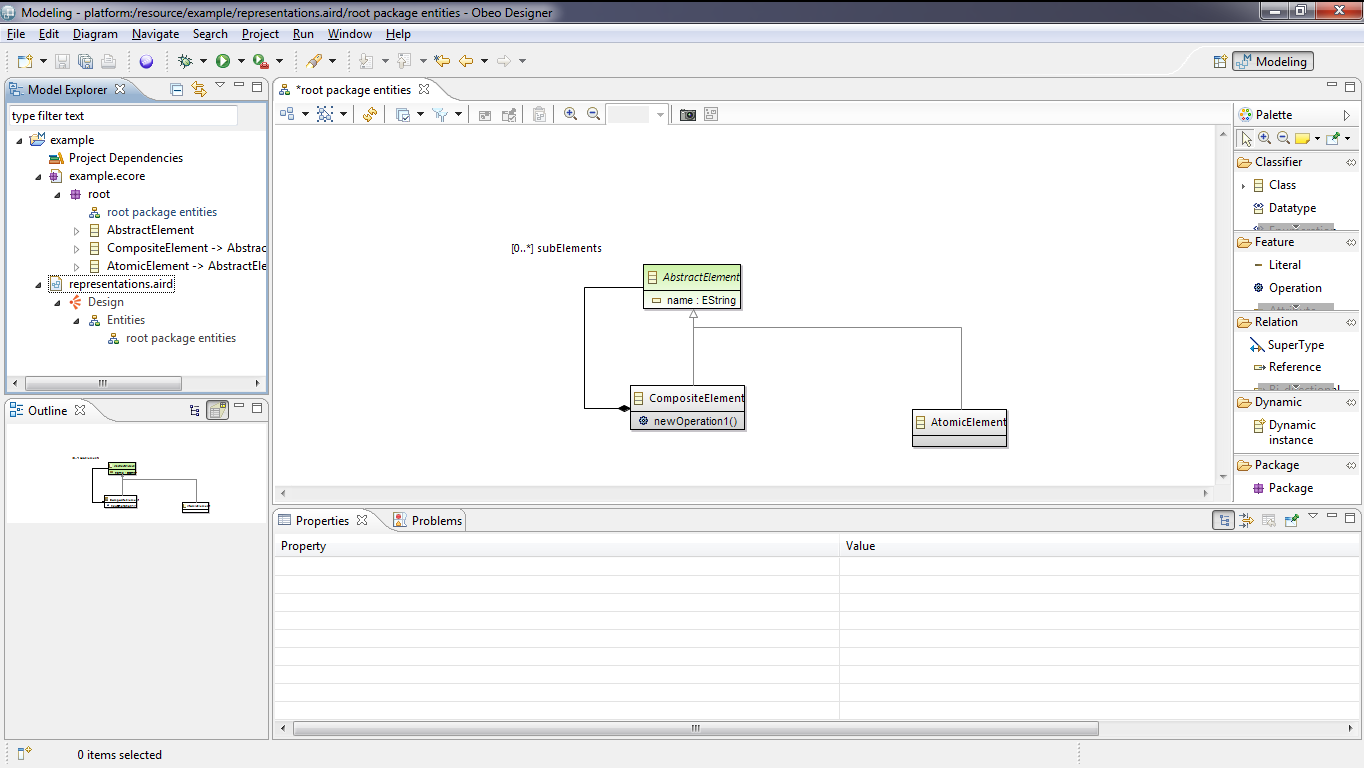 Modeling - platform:/resource/example/representations.aird/root package entities - Obeo Designer
File Edit Diagram Navigate Search Project Run Window Help
Modeling
Model Explorer
type filter text
example
Project Dependencies
example.ecore
root
root package entities
AbstractElement
CompositeElement -> Abstrac
AtomicElement -> AbstractEle
representations.aird
Design
Entities
root package entities
Outline
*root package entities
[0..*] subElements
AbstractElement
name : EString
CompositeElement
newOperation1()
AtomicElement
Palette
Classifier
Class
Datatype
Feature
Literal
Operation
Relation
SuperType
Reference
Dynamic
Dynamic
instance
Package
Package
Properties
Problems
Property Value
0 items selected